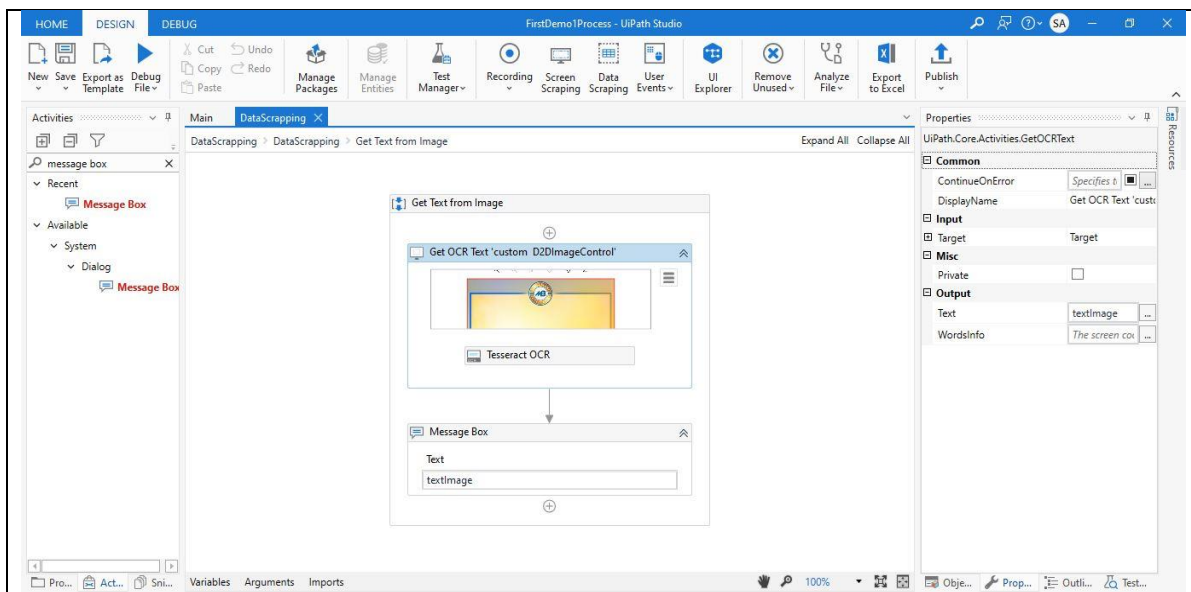 HOME DESIGN DEBUG FirstDemo1Process - UiPath Studio SA
New Save Export as Template Debug File Cut Copy Paste Undo Redo Manage Packages Manage Entities Test Manager Recording Screen Scraping Data Scraping User Events UI Explorer Remove Unused Analyze File Export to Excel Publish
Activities
message box
Recent
Message Box
Available
System
Dialog
Message Box
Pro... Act... Sni...
Main DataScrapping
DataScrapping > DataScrapping > Get Text from Image Expand All Collapse All
Get Text from Image
Get OCR Text 'custom D2DImageControl'
Tesseract OCR
Message Box
Text
textImage
Variables Arguments Imports 100%
Properties
UiPath.Core.Activities.GetOCRText
Common
ContinueOnError Specifies t ...
DisplayName Get OCR Text 'custo
Input
Target Target
Misc
Private
Output
Text textImage ...
WordsInfo The screen coo ...
Obje... Prop... Outli... Test...
Resources